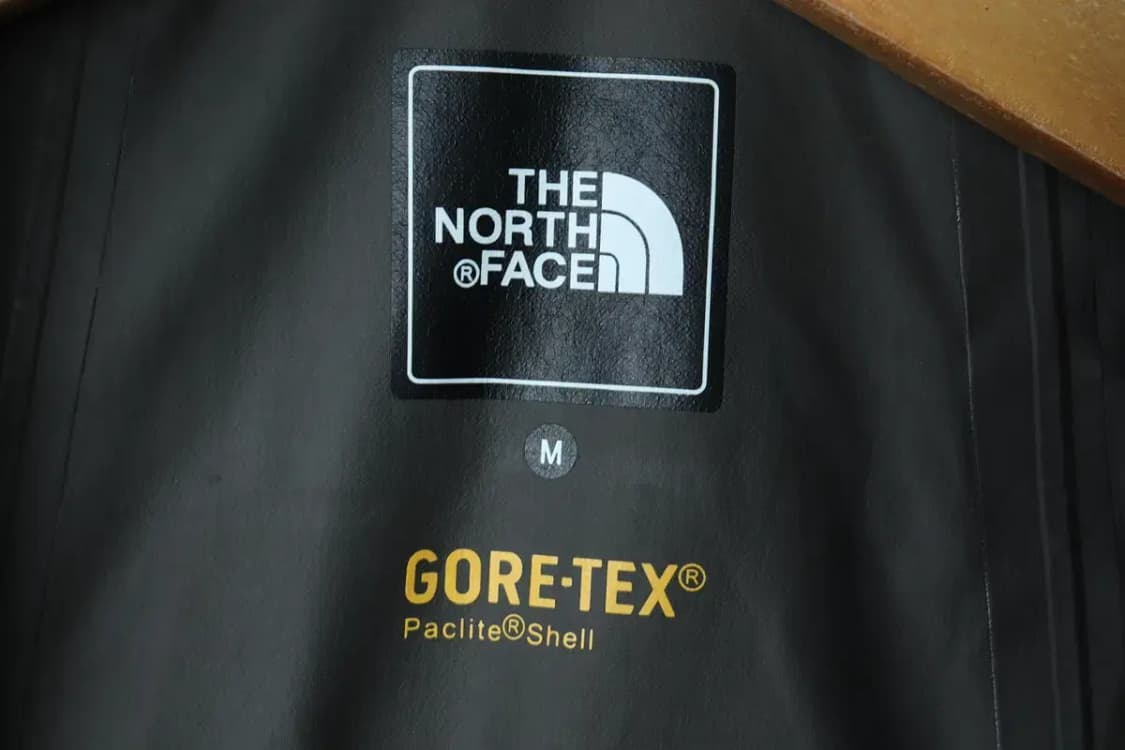 THE
NORTH
®FACE
M
GORE-TEX®
Paclite®Shell